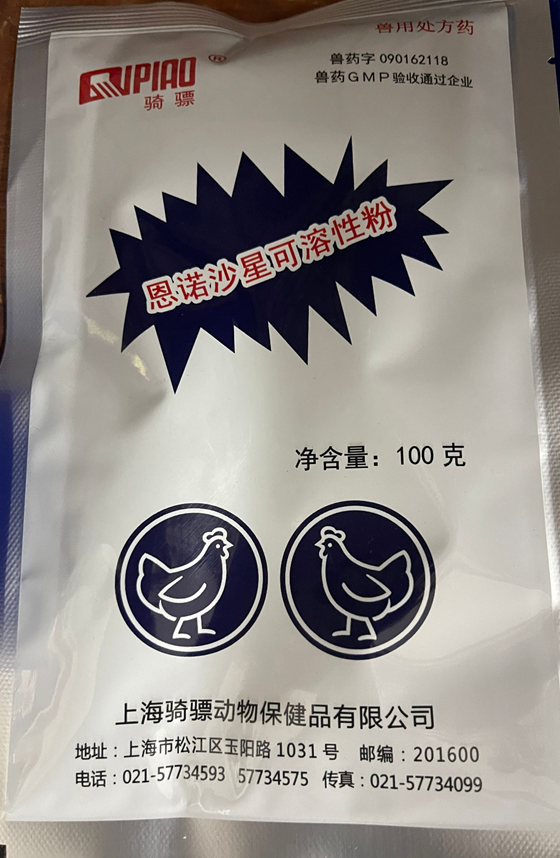 兽用处方药
QIPIAO®
骑骠
兽药字 090162118
兽药GMP验收通过企业
恩诺沙星可溶性粉
净含量：100 克
上海骑骠动物保健品有限公司
地址：上海市松江区玉阳路 1031 号 邮编：201600
电话：021-57734593 57734575 传真：021-57734099